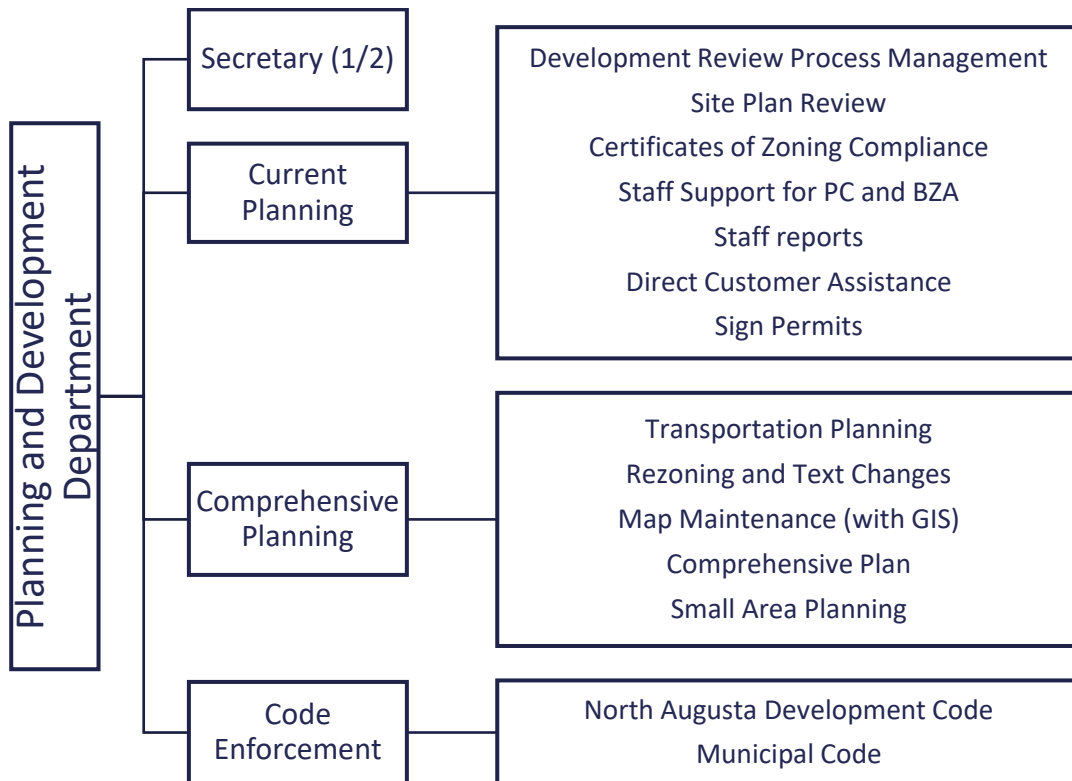 Planning and Development
Department
Secretary (1/2)
Current
Planning
Development Review Process Management
Site Plan Review
Certificates of Zoning Compliance
Staff Support for PC and BZA
Staff reports
Direct Customer Assistance
Sign Permits
Comprehensive
Planning
Transportation Planning
Rezoning and Text Changes
Map Maintenance (with GIS)
Comprehensive Plan
Small Area Planning
Code
Enforcement
North Augusta Development Code
Municipal Code